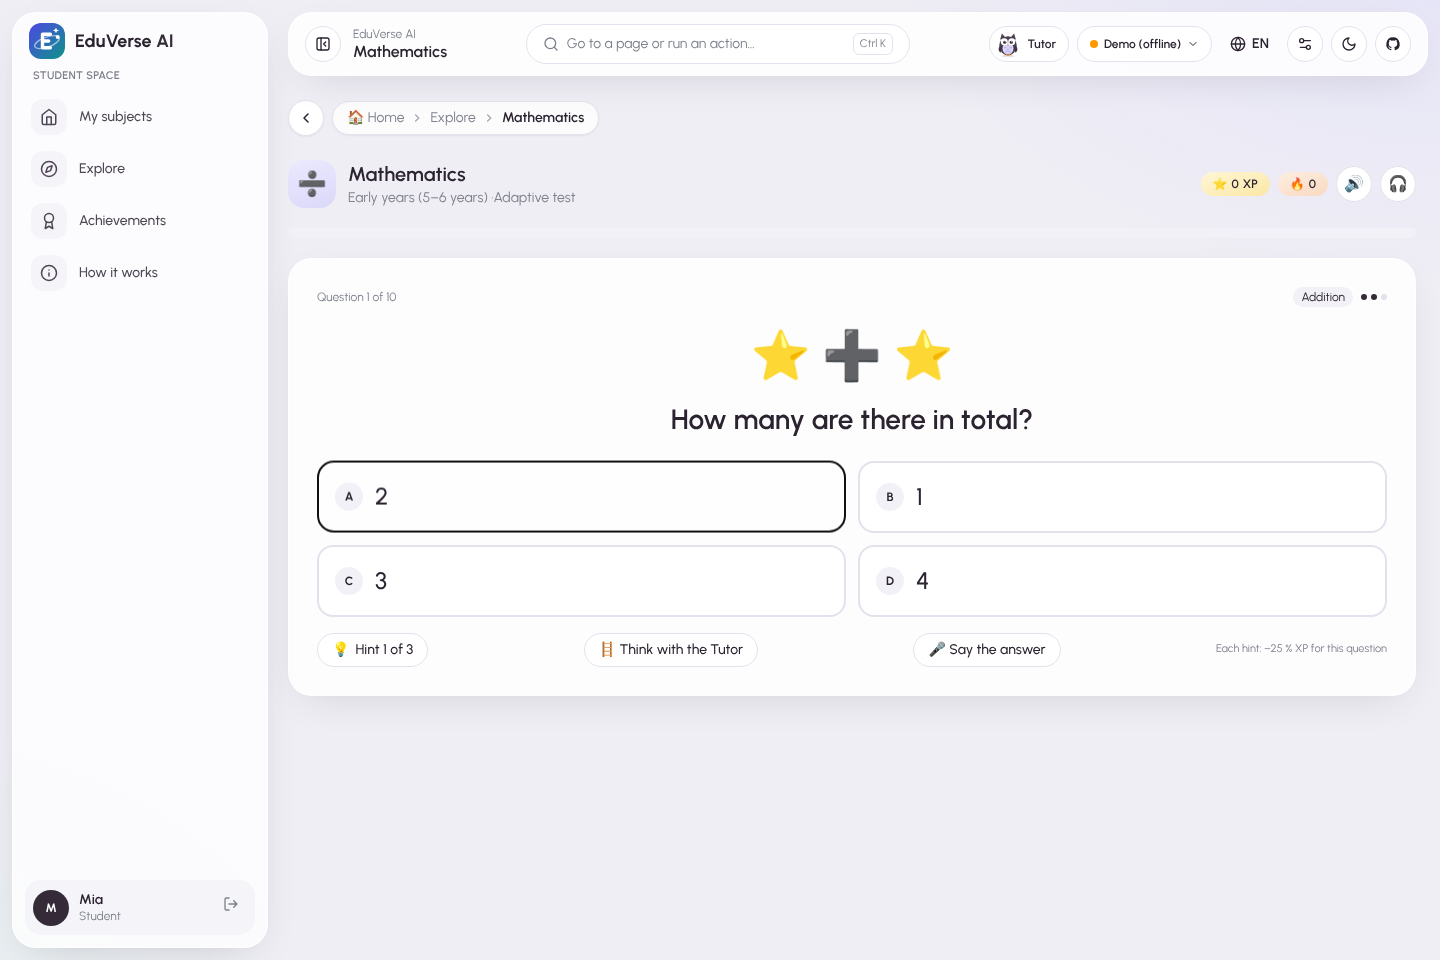 EduVerse AI
STUDENT SPACE
My subjects
Explore
Achievements
How it works
M
Mia
Student
EduVerse AI
Mathematics
Go to a page or run an action...
Ctrl K
Tutor
Demo (offline)
EN
Home
Explore
Mathematics
Mathematics
Early years (5–6 years) · Adaptive test
0 XP
0
Question 1 of 10
Addition
How many are there in total?
A 2
B 1
C 3
D 4
Hint 1 of 3
Think with the Tutor
Say the answer
Each hint: −25 % XP for this question